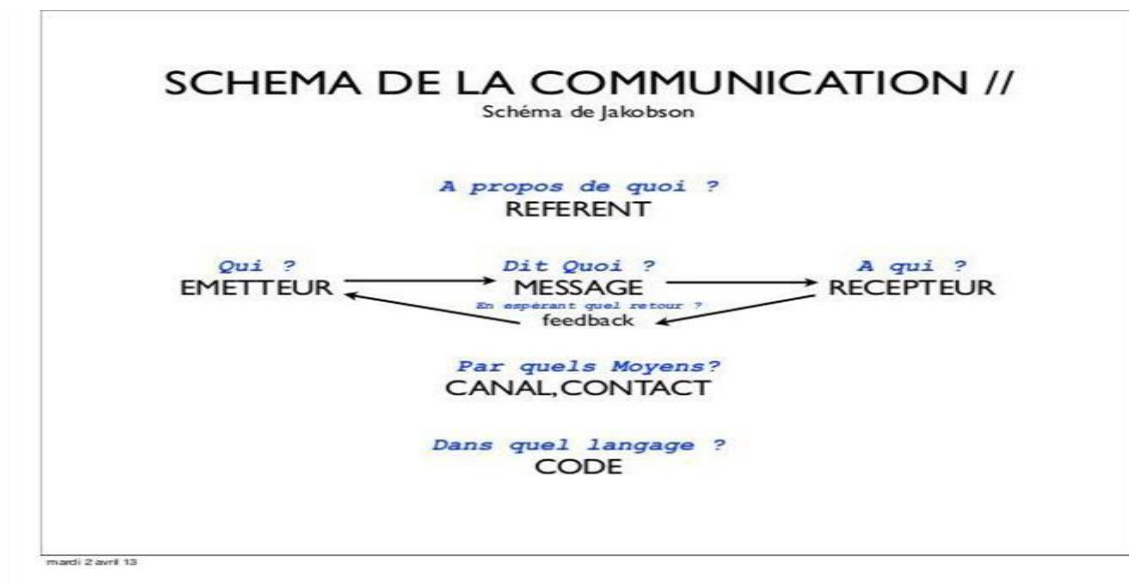 SCHEMA DE LA COMMUNICATION //
Schéma de Jakobson
A propos de quoi ?
REFERENT
Qui ?
Dit Quoi ?
A qui ?
EMETTEUR
MESSAGE
RECEPTEUR
En espérant quel retour ?
feedback
Par quels Moyens?
CANAL,CONTACT
Dans quel langage ?
CODE
mardi 2 avril 13